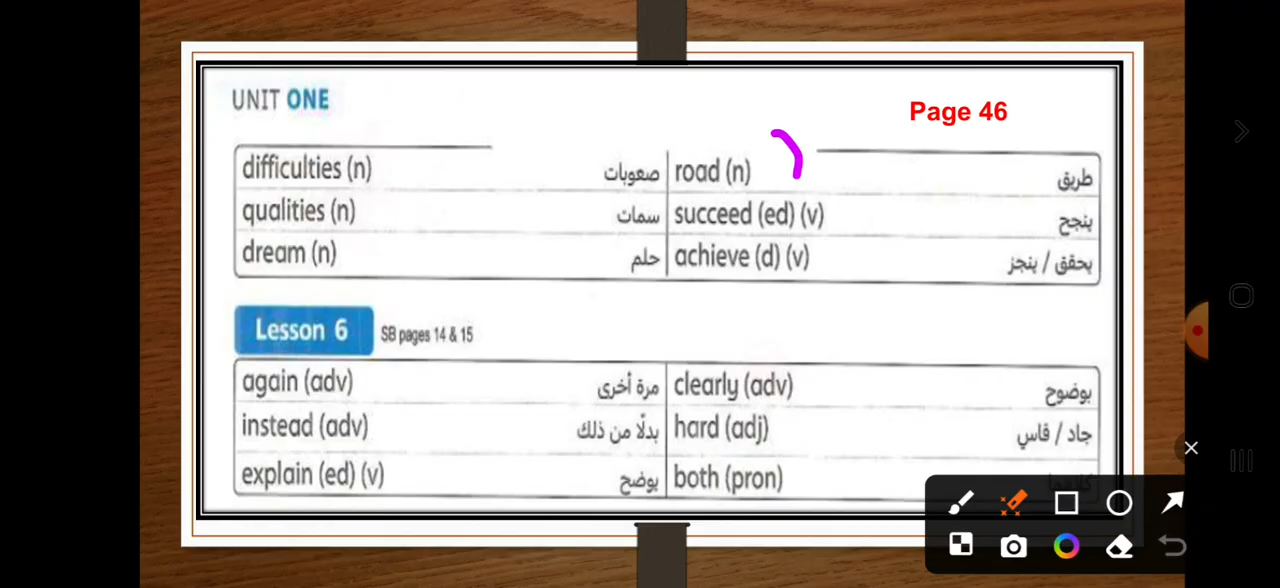 UNIT ONE
Page 46
difficulties (n) صعوبات road (n) طريق
qualities (n) سمات succeed (ed) (v) ينجح
dream (n) حلم achieve (d) (v) يحقق / ينجز
Lesson 6 SB pages 14 & 15
again (adv) مرة أخرى clearly (adv) بوضوح
instead (adv) بدلًا من ذلك hard (adj) جاد / قاس
explain (ed) (v) يوضح both (pron)